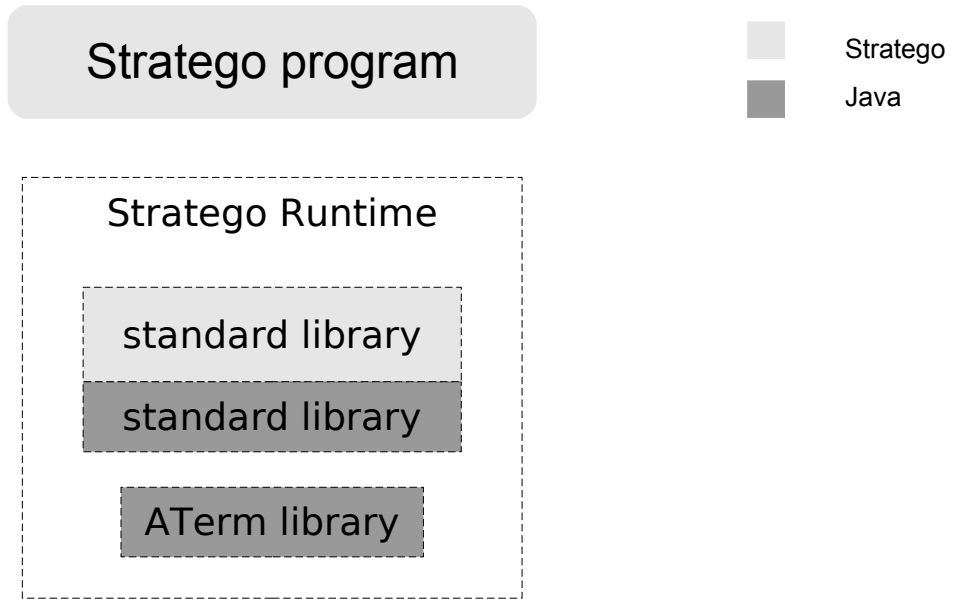 Stratego program
Stratego
Java
Stratego Runtime
standard library
standard library
ATerm library